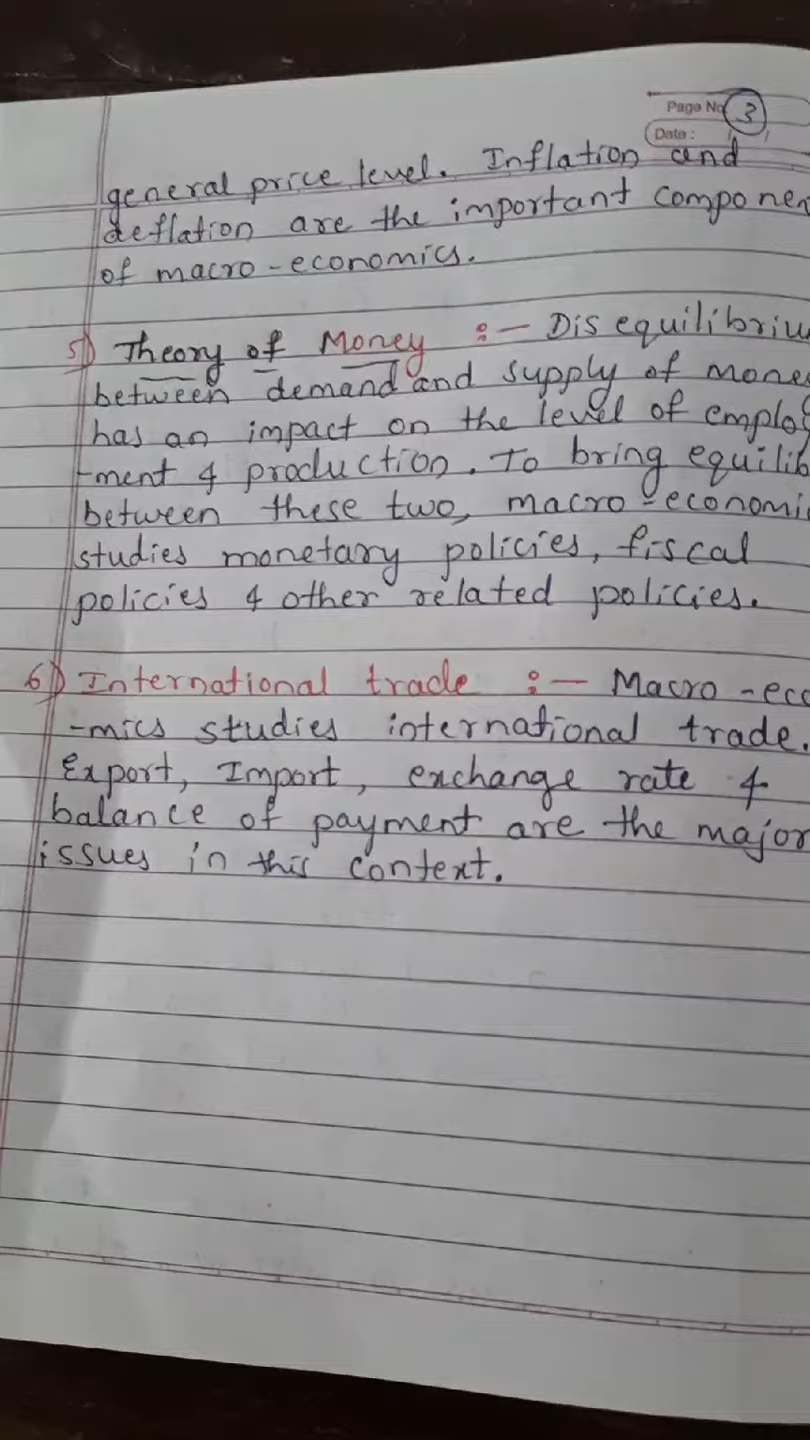 Page No 3
Date :
general price level. Inflation and
deflation are the important componen
of macro-economics.
5) Theory of Money :- Disequilibriu
between demand and supply of mone
has an impact on the level of emplo
-ment & production. To bring equilib
between these two, macro-economi
studies monetary policies, fiscal
policies & other related policies.
6) International trade :- Macro-eco
-mics studies international trade.
Export, Import, exchange rate &
balance of payment are the major
issues in this context.